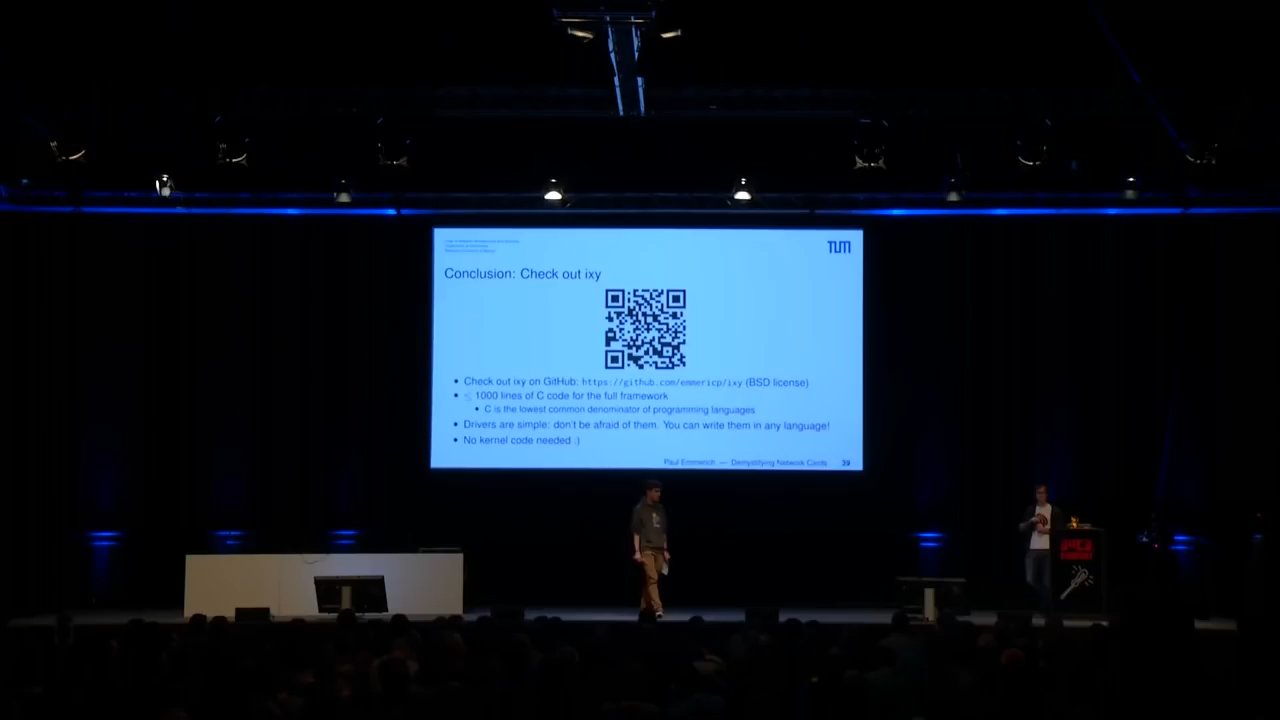 TUM
Conclusion: Check out ixy
• Check out ixy on GitHub: https://github.com/emmericp/ixy (BSD license)
• ≤ 1000 lines of C code for the full framework
• C is the lowest common denominator of programming languages
• Drivers are simple: don't be afraid of them. You can write them in any language!
• No kernel code needed :)
Paul Emmerich — Demystifying Network Cards 39